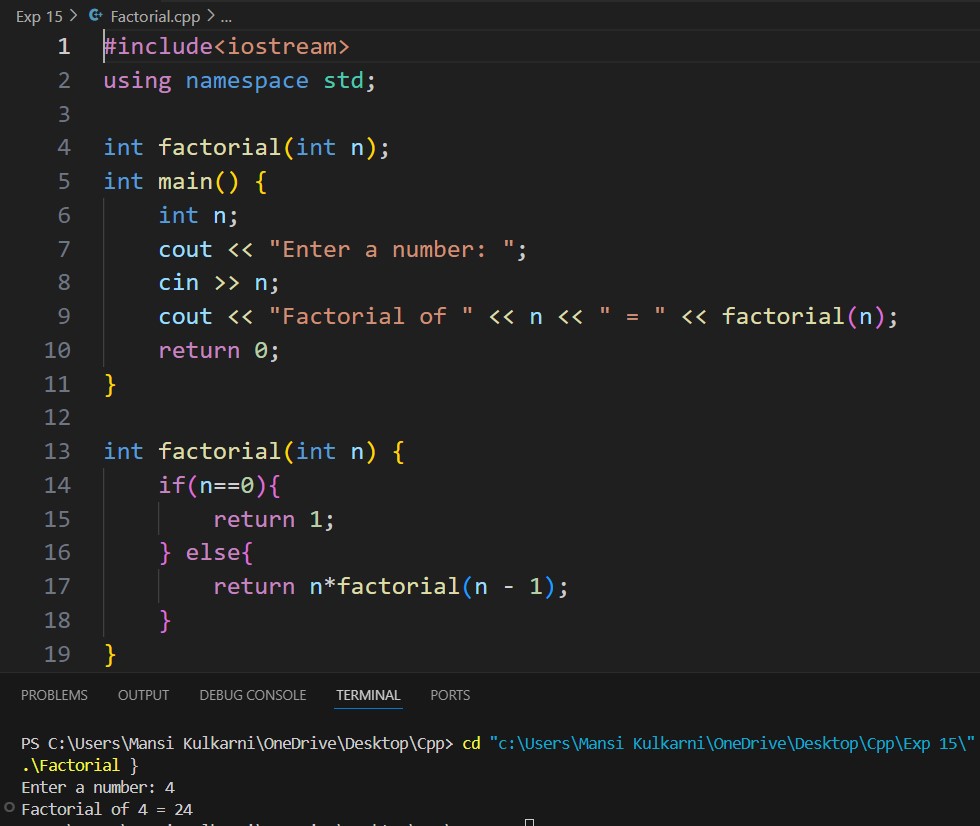 Exp 15 > Factorial.cpp > ...
1 #include<iostream>
2 using namespace std;
3
4 int factorial(int n);
5 int main() {
6     int n;
7     cout << "Enter a number: ";
8     cin >> n;
9     cout << "Factorial of " << n << " = " << factorial(n);
10     return 0;
11 }
12
13 int factorial(int n) {
14     if(n==0){
15         return 1;
16     } else{
17         return n*factorial(n - 1);
18     }
19 }
PROBLEMS OUTPUT DEBUG CONSOLE TERMINAL PORTS
PS C:\Users\Mansi Kulkarni\OneDrive\Desktop\Cpp> cd "c:\Users\Mansi Kulkarni\OneDrive\Desktop\Cpp\Exp 15\"
.\Factorial }
Enter a number: 4
Factorial of 4 = 24